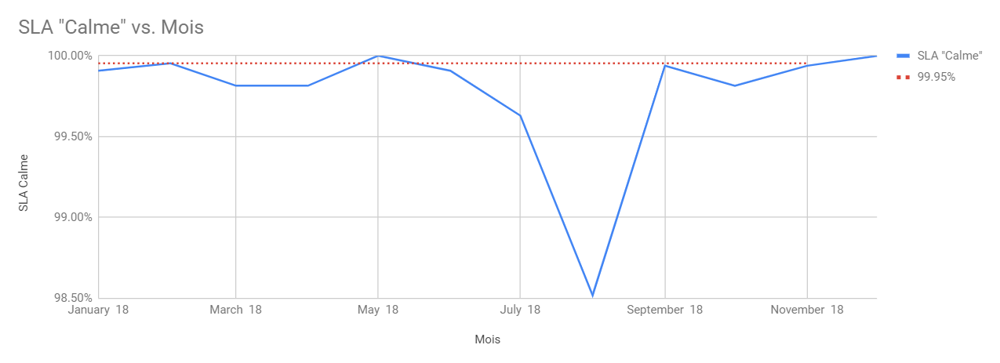 SLA "Calme" vs. Mois
100.00%
99.50%
99.00%
98.50%
SLA Calme
January 18
March 18
May 18
July 18
September 18
November 18
Mois
SLA "Calme"
99.95%